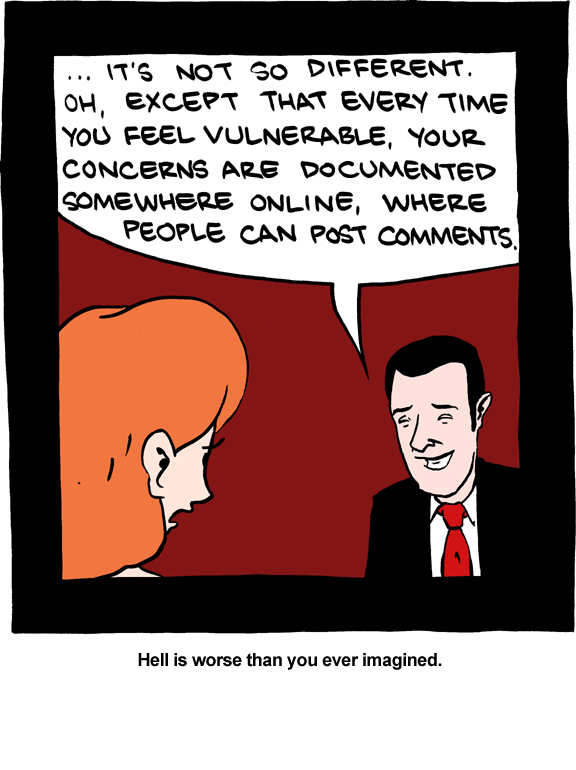 ... IT'S NOT SO DIFFERENT.
OH, EXCEPT THAT EVERY TIME
YOU FEEL VULNERABLE, YOUR
CONCERNS ARE DOCUMENTED
SOMEWHERE ONLINE, WHERE
PEOPLE CAN POST COMMENTS.
Hell is worse than you ever imagined.